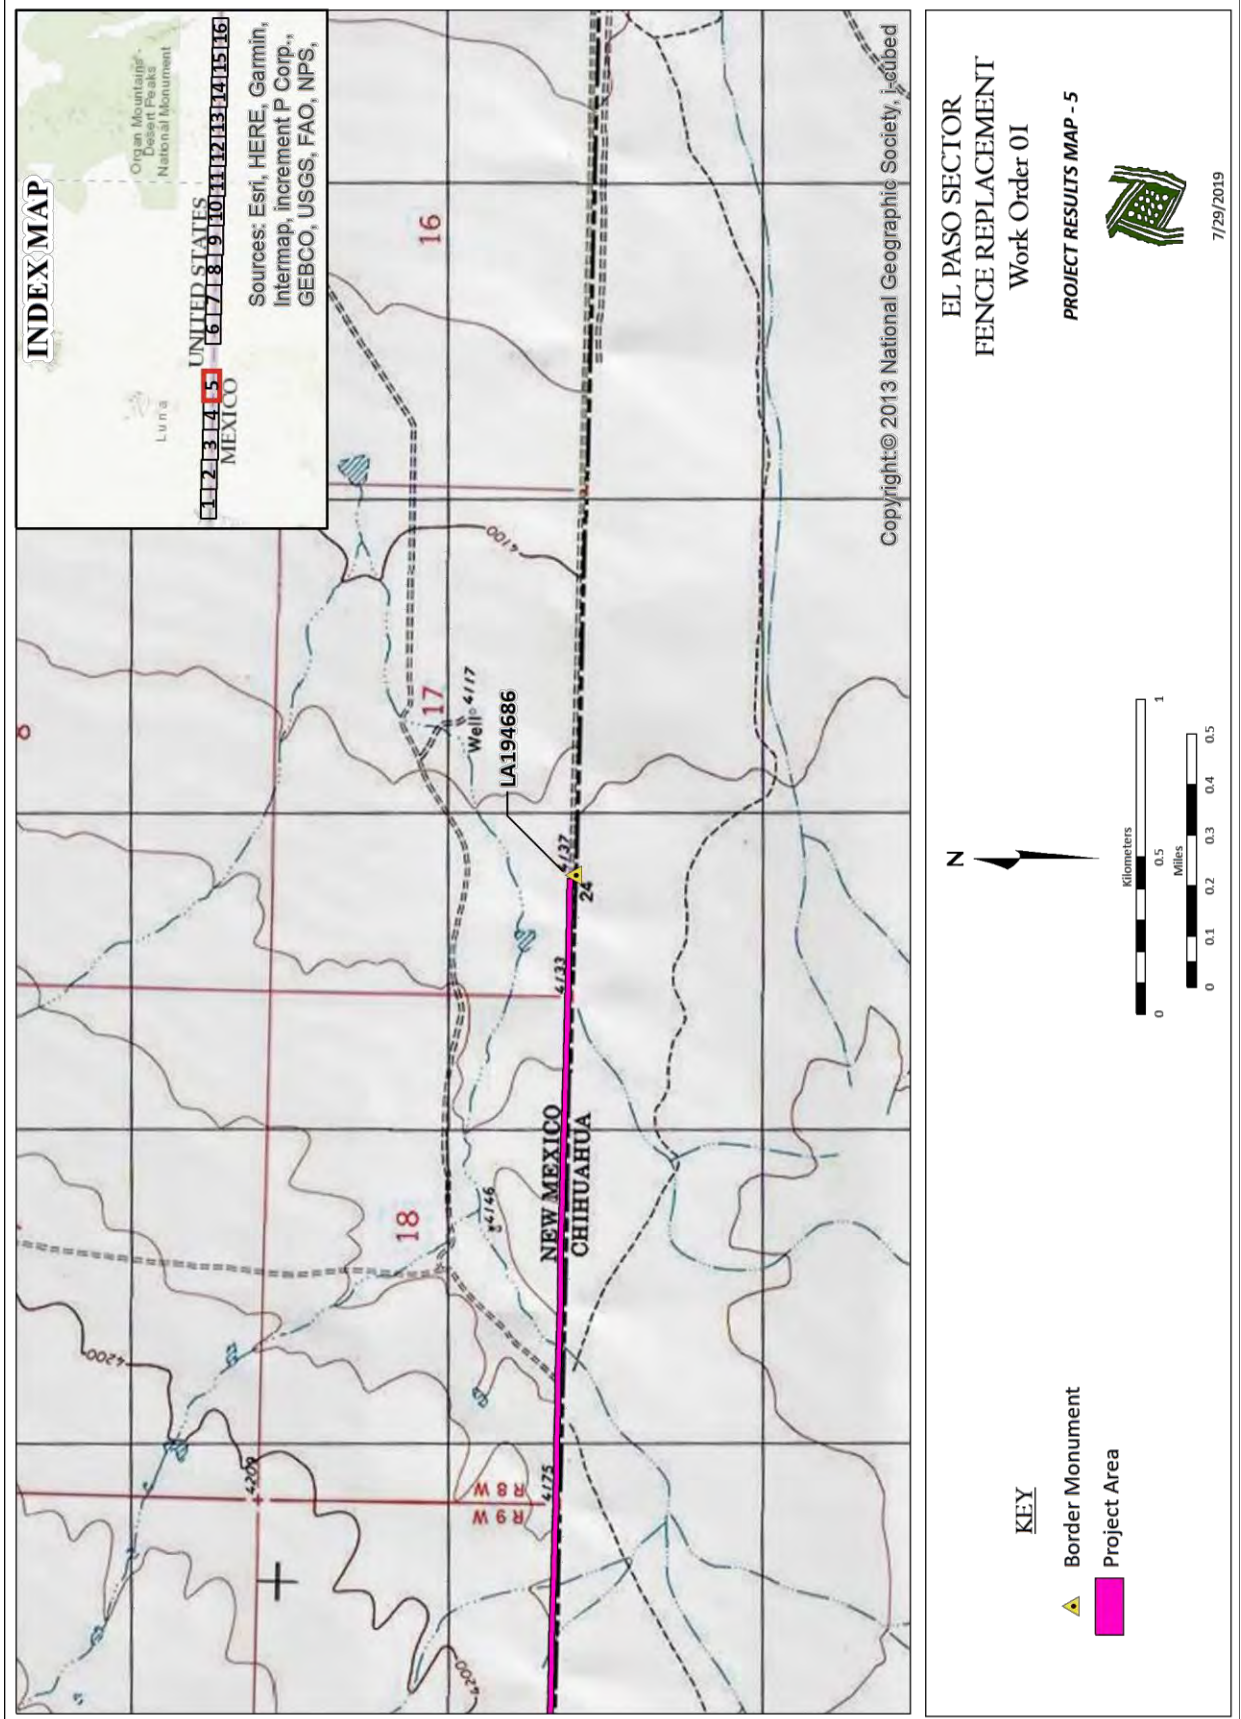 INDEX MAP
Organ Mountains-
Desert Peaks
National Monument
Luna
UNITED STATES
MEXICO
1 2 3 4 5 6 7 8 9 10 11 12 13 14 15 16
Sources: Esri, HERE, Garmin,
Intermap, increment P Corp.,
GEBCO, USGS, FAO, NPS,
4200
4209
18
17
16
8
4100
Well 4117
4146
LA194686
R 9 W
R 8 W
4175
4133
4137
24
4200
NEW MEXICO
CHIHUAHUA
Copyright:© 2013 National Geographic Society, i-cubed
KEY
Border Monument
Project Area
N
Kilometers
0 0.5 1
Miles
0 0.1 0.2 0.3 0.4 0.5
EL PASO SECTOR
FENCE REPLACEMENT
Work Order 01
PROJECT RESULTS MAP - 5
7/29/2019